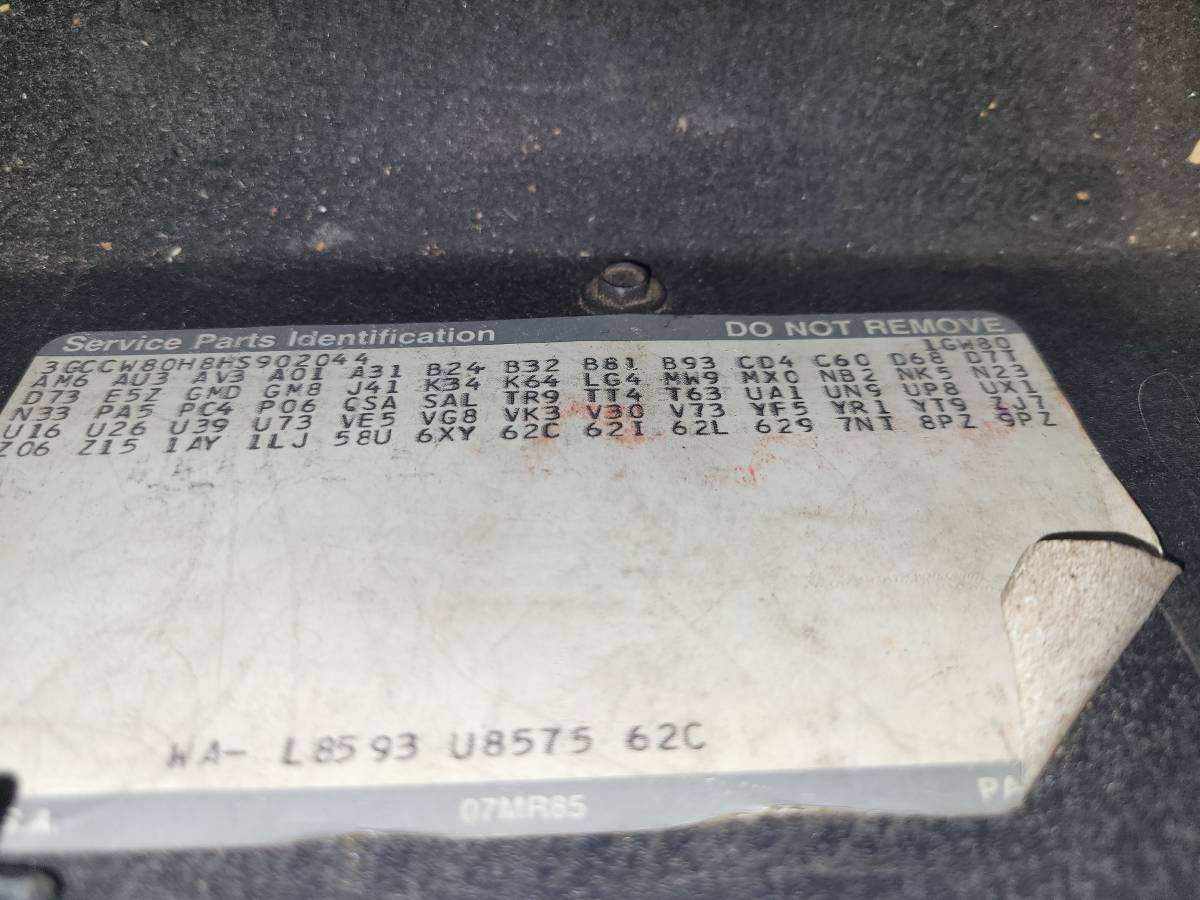 Service Parts Identification DO NOT REMOVE
3GCCW80H8HS902044 1GW80
AM6 AU3 AV3 A01 A31 B24 B32 B81 B93 CD4 C60 D68 D7T
D73 E5Z GMD GM8 J41 K34 K64 LG4 MW9 MX0 NB2 NK5 N23
N33 PA5 PC4 P06 CSA SAL TR9 TT4 T63 UA1 UN9 UP8 UX1
U16 U26 U39 U73 VE5 VG8 VK3 V30 V73 YF5 YR1 YT9 ZJ7
Z06 Z15 1AY 1LJ 58U 6XY 62C 62I 62L 629 7NI 8PZ 9PZ
WA- L8593 U8575 62C
S.A. 07MR85 PA